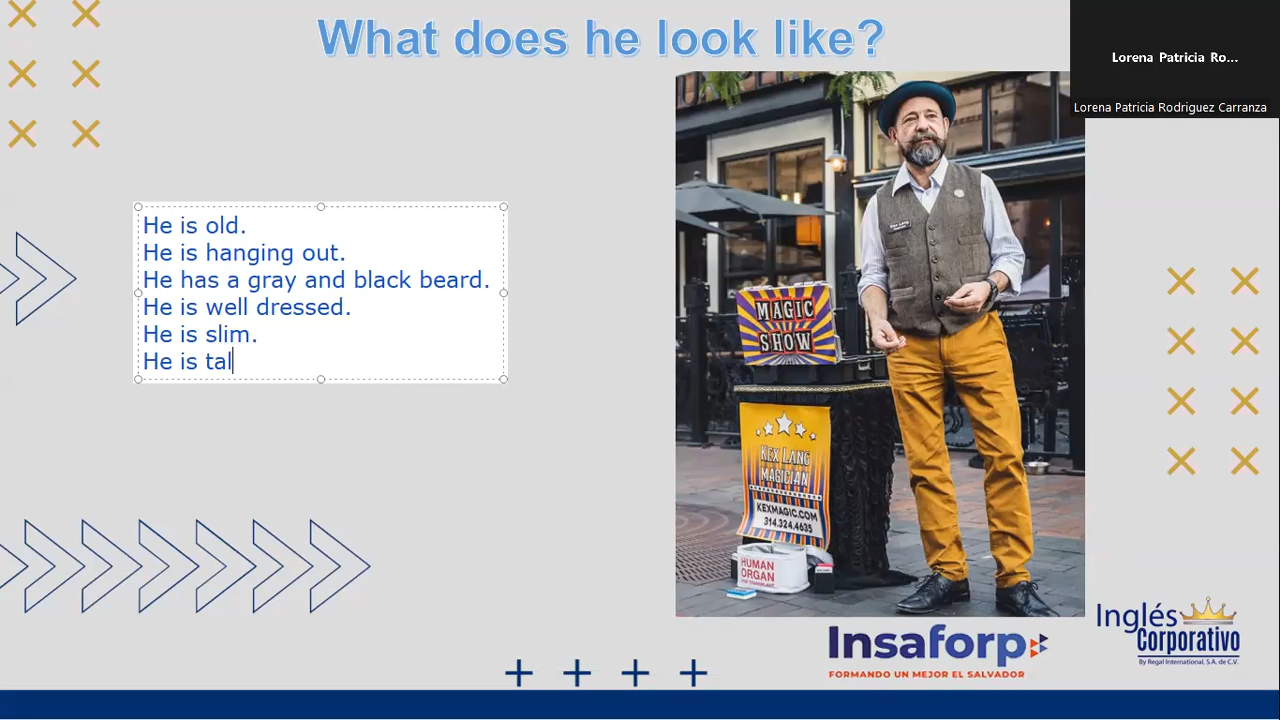 What does he look like?
Lorena Patricia Ro...
Lorena Patricia Rodriguez Carranza
He is old.
He is hanging out.
He has a gray and black beard.
He is well dressed.
He is slim.
He is tal
MAGIC
SHOW
KEX LANG
MAGICIAN
KEXMAGIC.COM
314.324.4635
HUMAN
ORGAN
FOR TRANSPLANT
Insaforp
FORMANDO UN MEJOR EL SALVADOR
Inglés
Corporativo
By Regal International, S.A. de C.V.